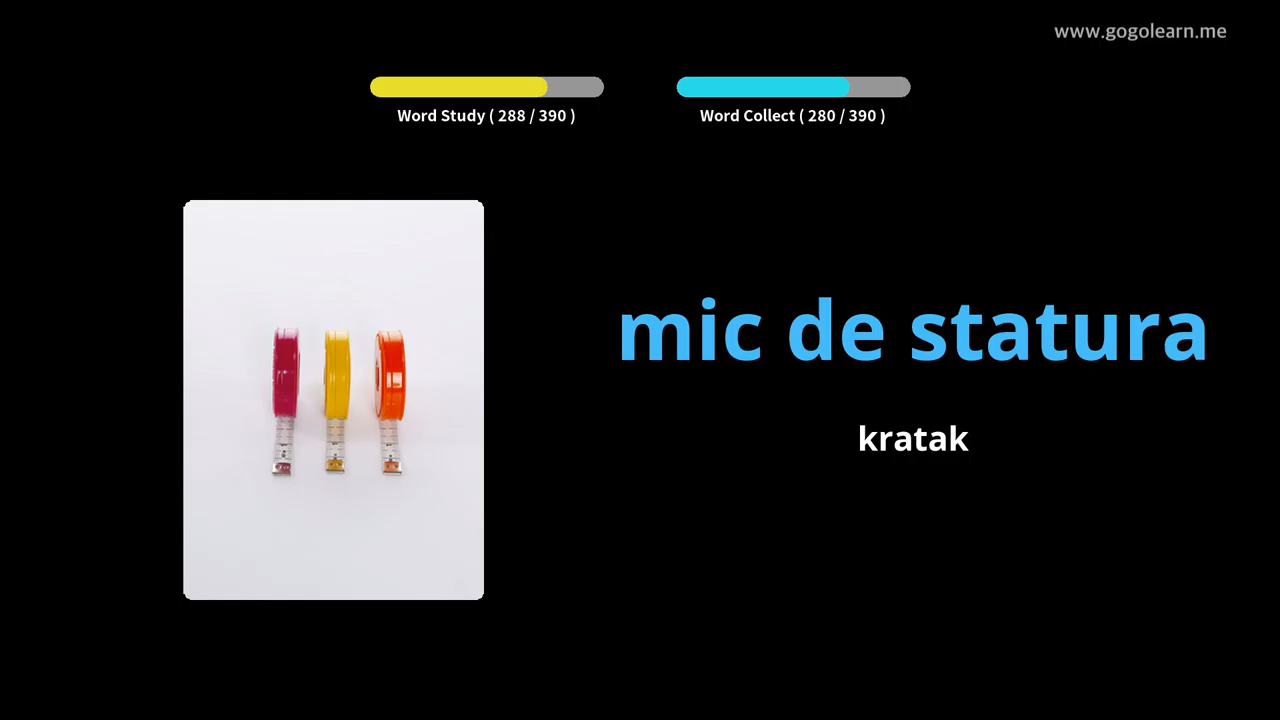 www.gogolearn.me
Word Study ( 288 / 390 )
Word Collect ( 280 / 390 )
mic de statura
kratak